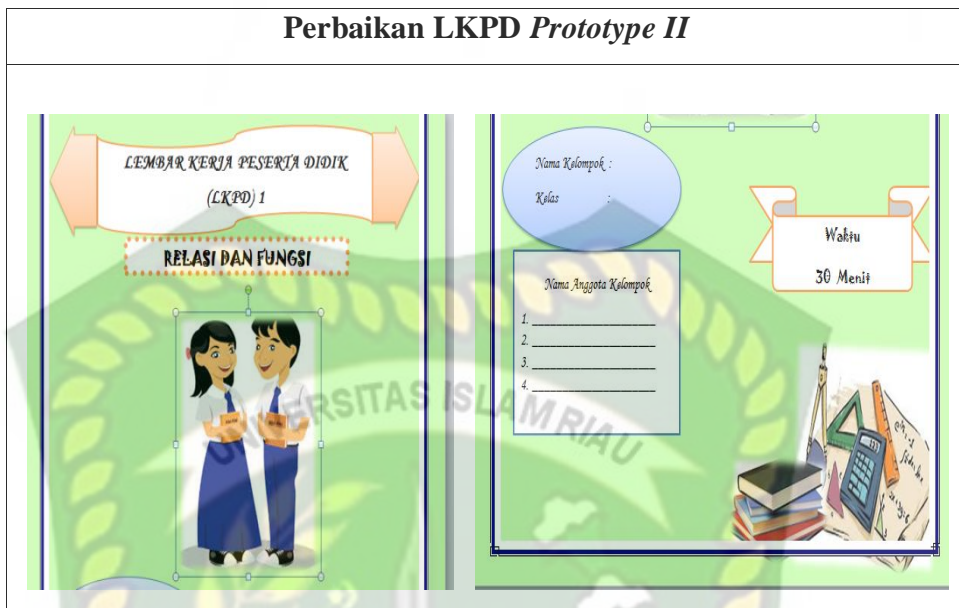 Perbaikan LKPD Prototype II
LEMBAR KERJA PESERTA DIDIK
(LKPD) 1
RELASI DAN FUNGSI
Nama Kelompok :
Kelas :
Nama Anggota Kelompok
1. ____________________
2. ____________________
3. ____________________
4. ____________________
Waktu
30 Menit
UNIVERSITAS ISLAM RIAU